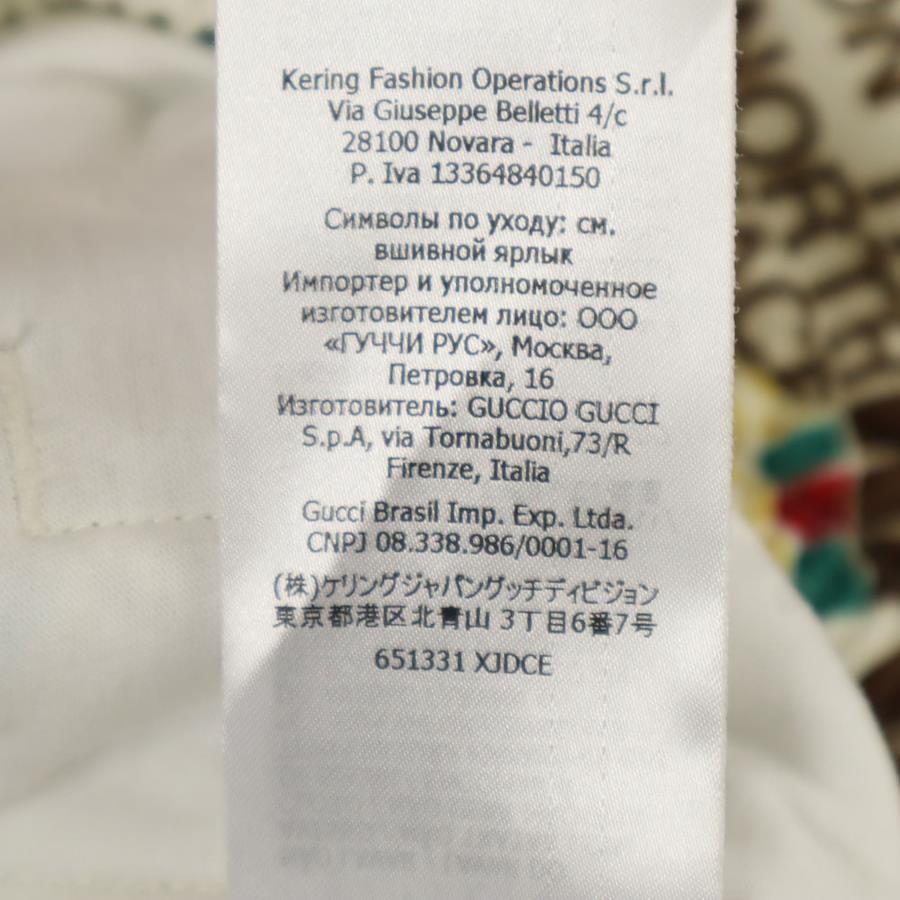 Kering Fashion Operations S.r.l.
Via Giuseppe Belletti 4/c
28100 Novara - Italia
P. Iva 13364840150
Символы по уходу: см.
вшивной ярлык
Импортер и уполномоченное
изготовителем лицо: ООО
«ГУЧЧИ РУС», Москва,
Петровка, 16
Изготовитель: GUCCIO GUCCI
S.p.A, via Tornabuoni,73/R
Firenze, Italia
Gucci Brasil Imp. Exp. Ltda.
CNPJ 08.338.986/0001-16
(株)ケリングジャパングッチディビジョン
東京都港区北青山 3丁目6番7号
651331 XJDCE